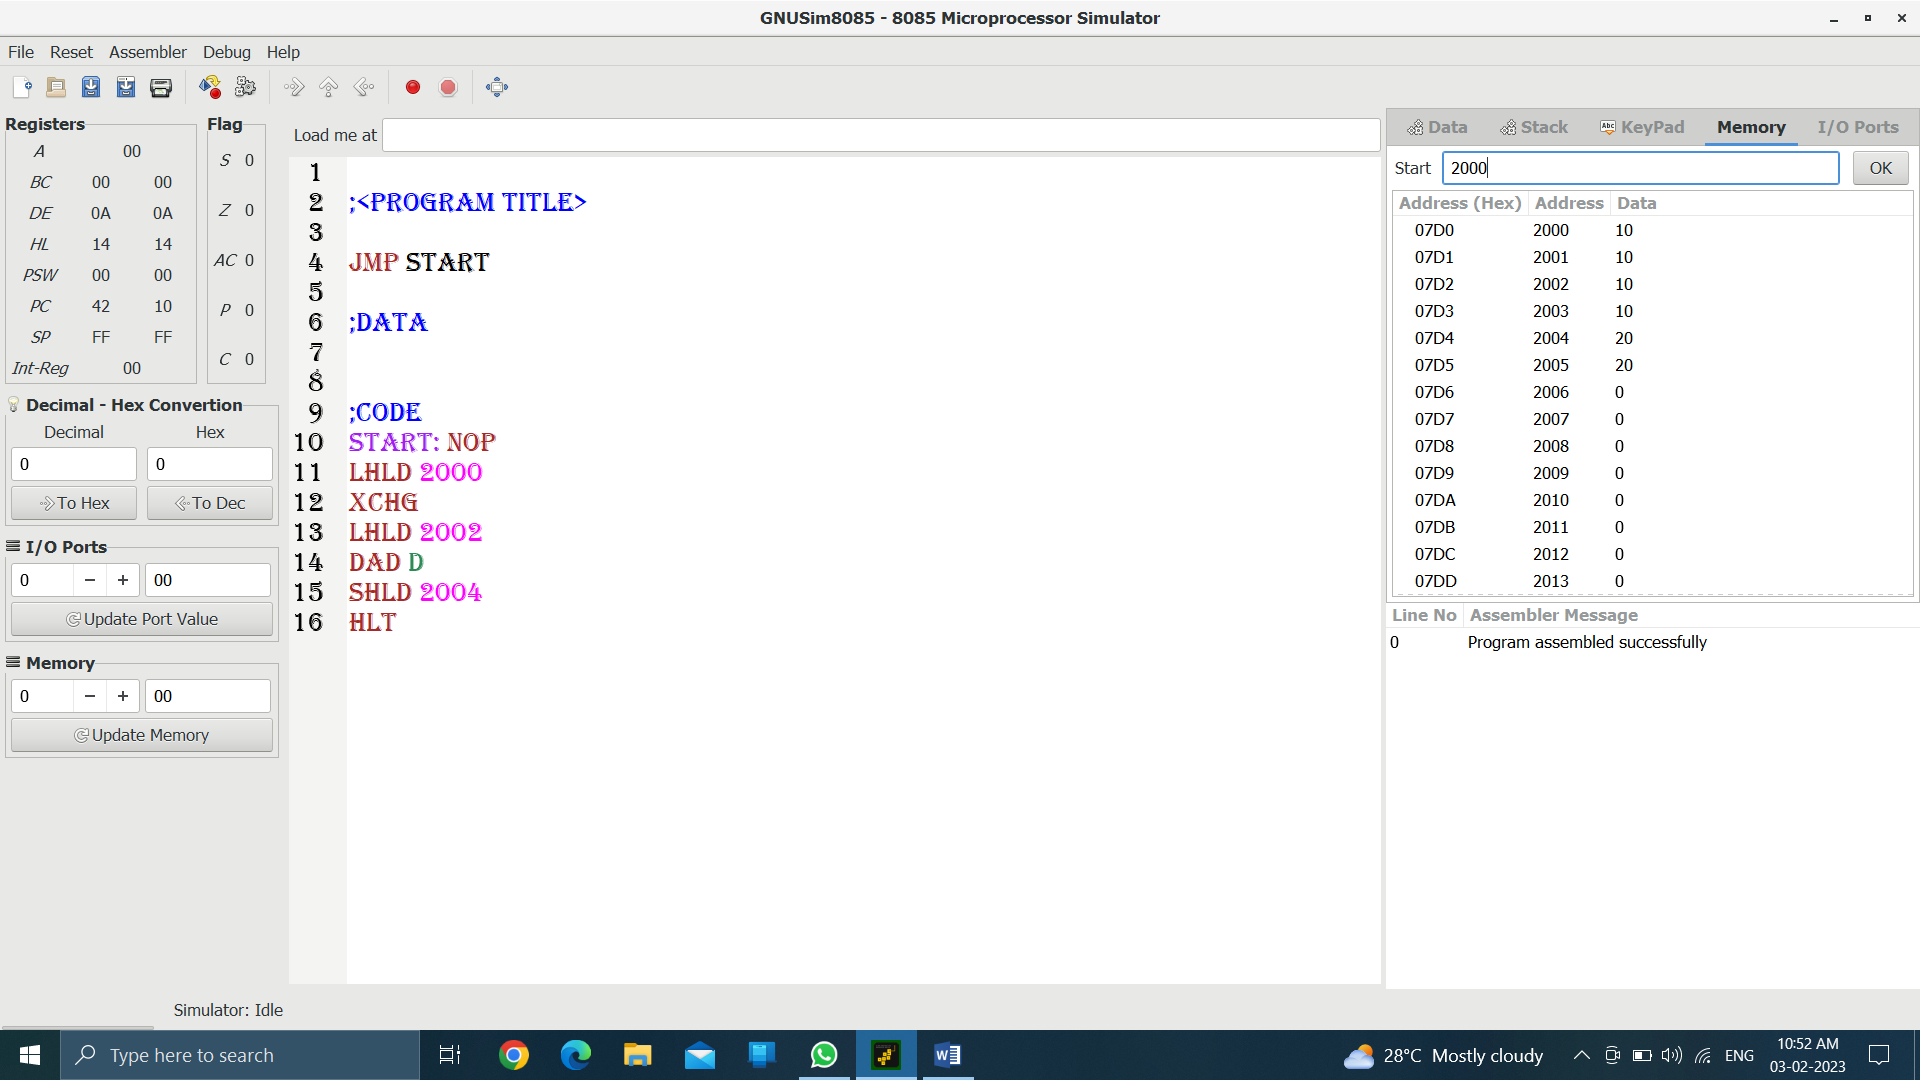 GNUSim8085 - 8085 Microprocessor Simulator
File Reset Assembler Debug Help
Registers
A 00
BC 00 00
DE 0A 0A
HL 14 14
PSW 00 00
PC 42 10
SP FF FF
Int-Reg 00
Flag
S 0
Z 0
AC 0
P 0
C 0
Decimal - Hex Convertion
Decimal Hex
0 0
To Hex To Dec
I/O Ports
0 − + 00
Update Port Value
Memory
0 − + 00
Update Memory
Load me at
1
2 ;<PROGRAM TITLE>
3
4 JMP START
5
6 ;DATA
7
8
9 ;CODE
10 START: NOP
11 LHLD 2000
12 XCHG
13 LHLD 2002
14 DAD D
15 SHLD 2004
16 HLT
Data Stack Abc KeyPad Memory I/O Ports
Start 2000 OK
Address (Hex) Address Data
07D0 2000 10
07D1 2001 10
07D2 2002 10
07D3 2003 10
07D4 2004 20
07D5 2005 20
07D6 2006 0
07D7 2007 0
07D8 2008 0
07D9 2009 0
07DA 2010 0
07DB 2011 0
07DC 2012 0
07DD 2013 0
Line No Assembler Message
0 Program assembled successfully
Simulator: Idle
Type here to search
28°C Mostly cloudy
ENG
10:52 AM
03-02-2023